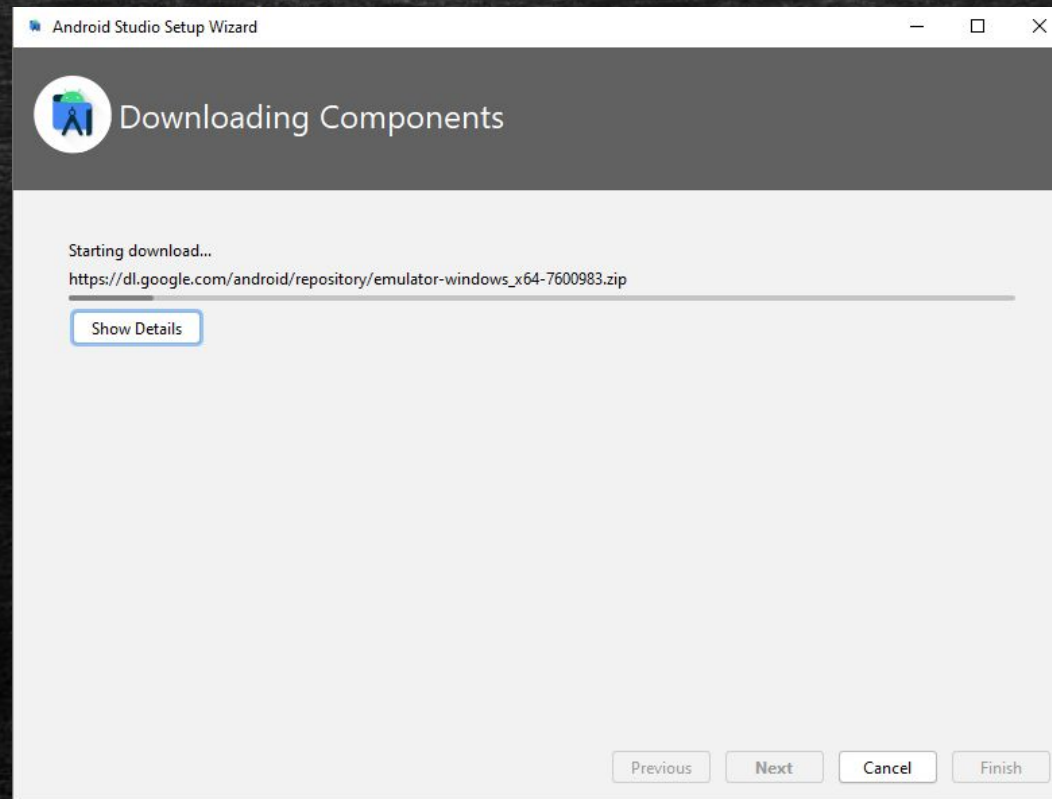 Android Studio Setup Wizard
Downloading Components
Starting download...
https://dl.google.com/android/repository/emulator-windows_x64-7600983.zip
Show Details
Previous Next Cancel Finish